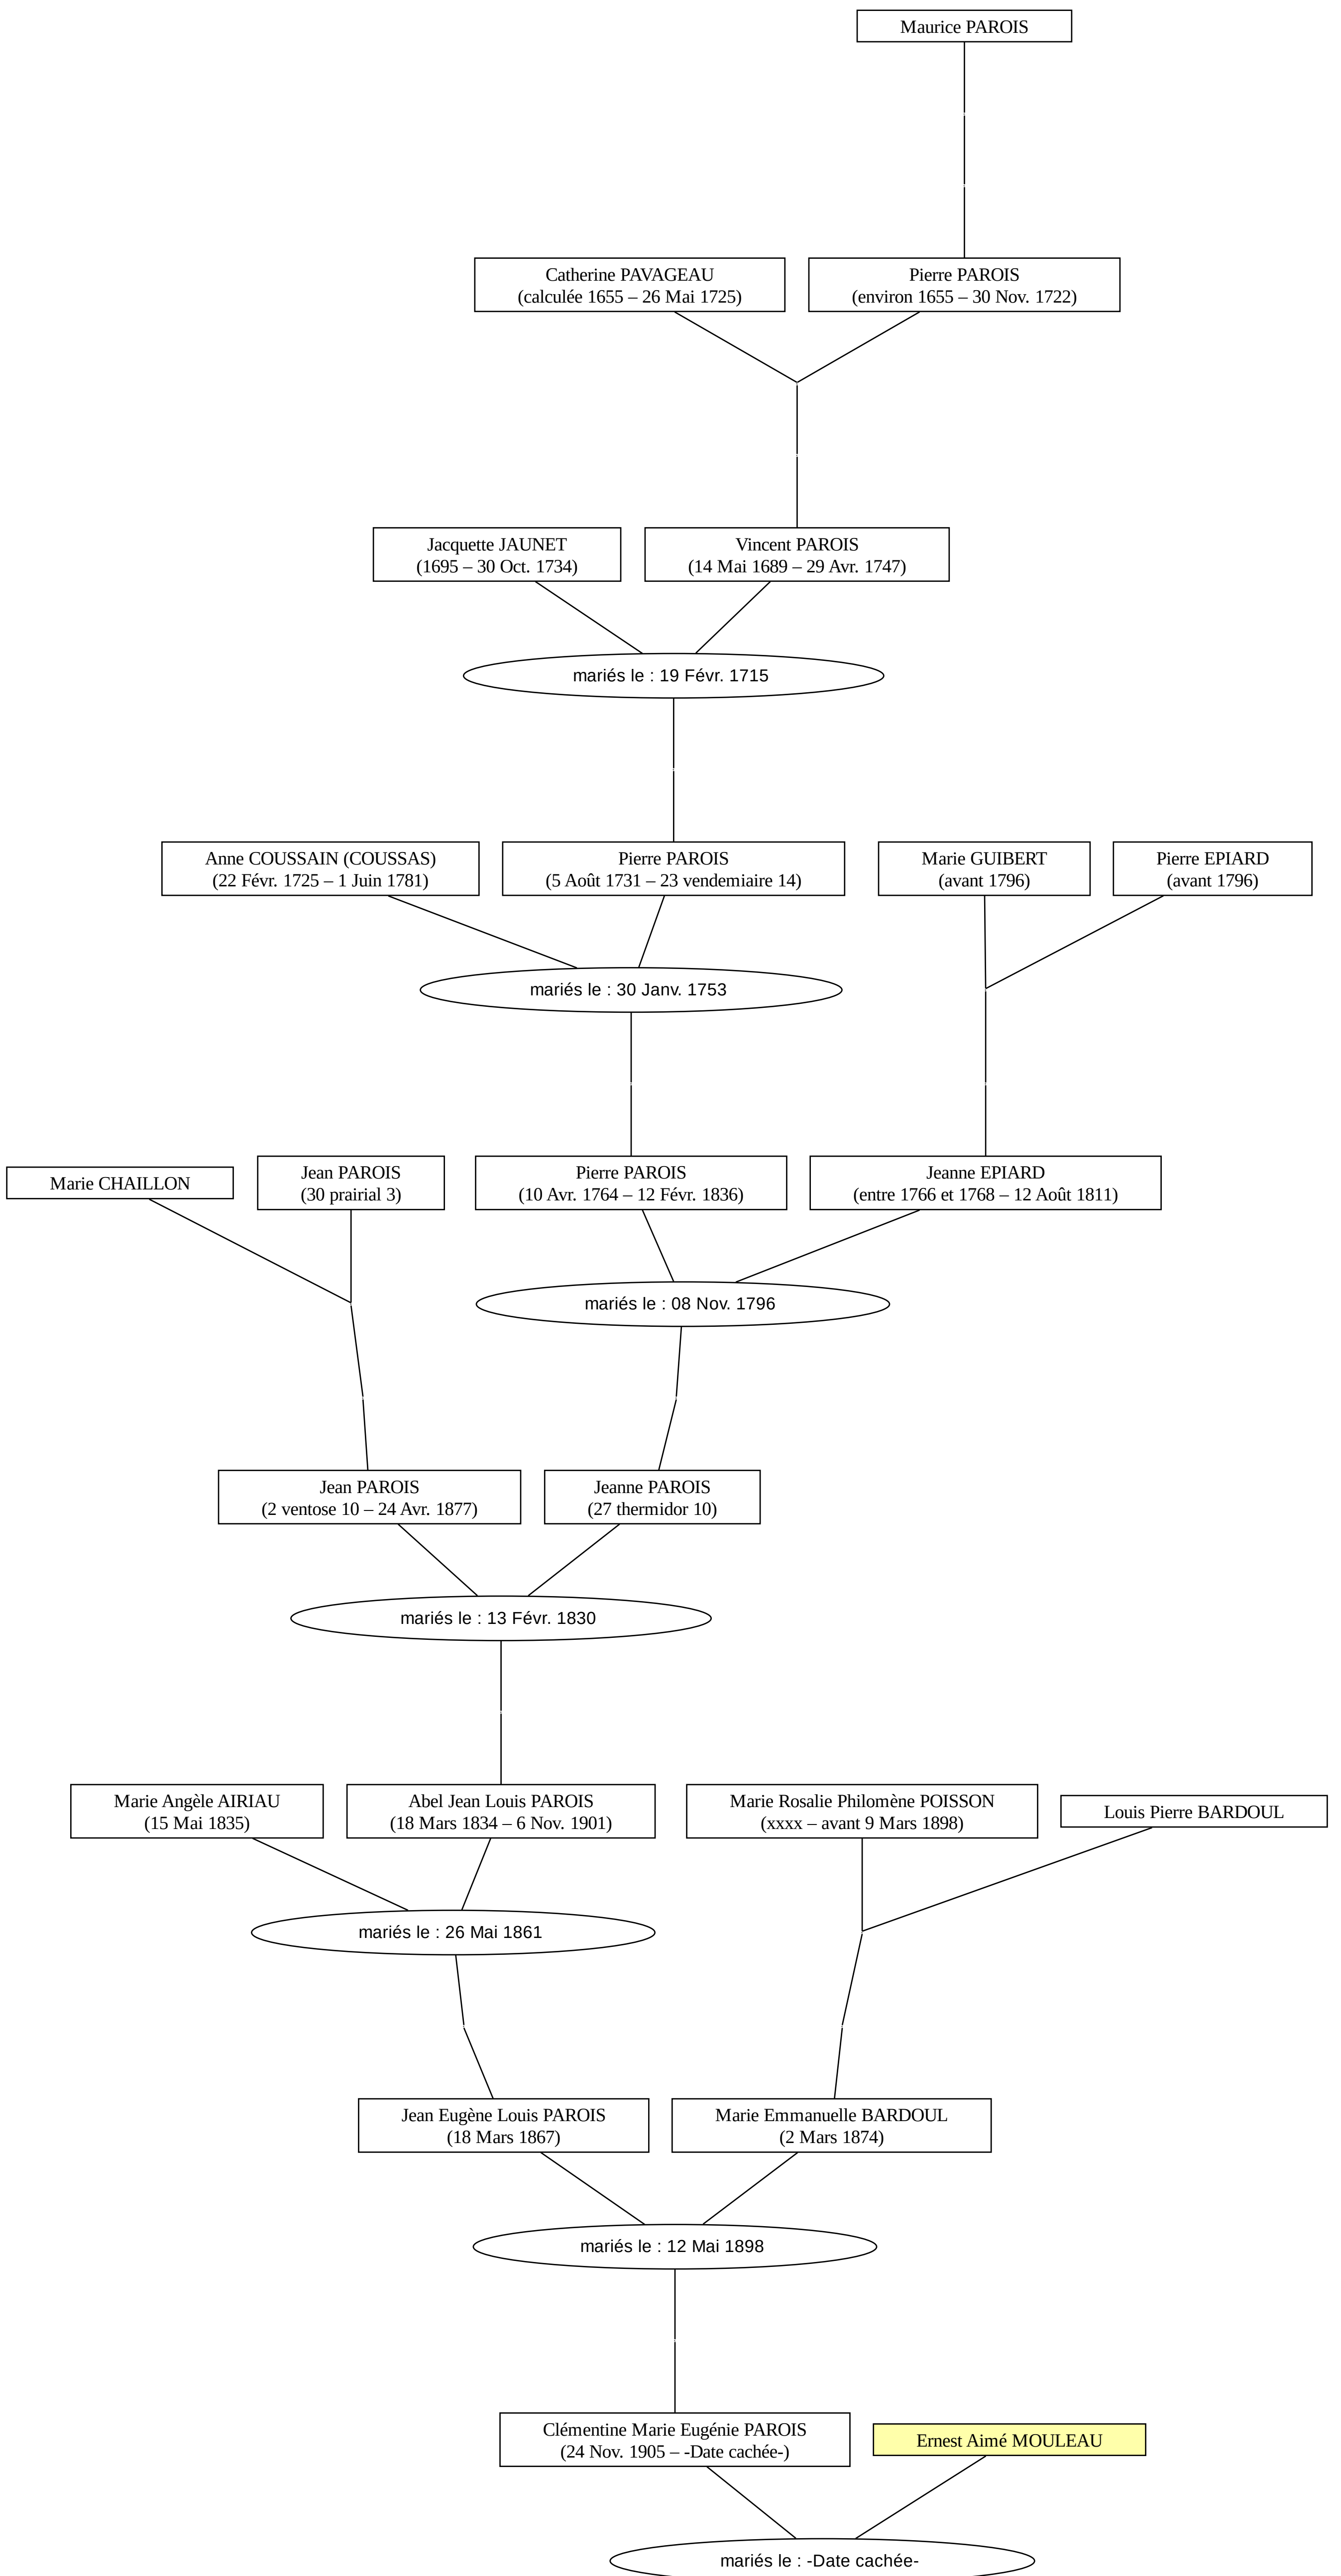 Maurice PAROIS
Catherine PAVAGEAU
(calculée 1655 – 26 Mai 1725)
Pierre PAROIS
(environ 1655 – 30 Nov. 1722)
Jacquette JAUNET
(1695 – 30 Oct. 1734)
Vincent PAROIS
(14 Mai 1689 – 29 Avr. 1747)
mariés le : 19 Févr. 1715
Anne COUSSAIN (COUSSAS)
(22 Févr. 1725 – 1 Juin 1781)
Pierre PAROIS
(5 Août 1731 – 23 vendemiaire 14)
Marie GUIBERT
(avant 1796)
Pierre EPIARD
(avant 1796)
mariés le : 30 Janv. 1753
Marie CHAILLON
Jean PAROIS
(30 prairial 3)
Pierre PAROIS
(10 Avr. 1764 – 12 Févr. 1836)
Jeanne EPIARD
(entre 1766 et 1768 – 12 Août 1811)
mariés le : 08 Nov. 1796
Jean PAROIS
(2 ventose 10 – 24 Avr. 1877)
Jeanne PAROIS
(27 thermidor 10)
mariés le : 13 Févr. 1830
Marie Angèle AIRIAU
(15 Mai 1835)
Abel Jean Louis PAROIS
(18 Mars 1834 – 6 Nov. 1901)
Marie Rosalie Philomène POISSON
(xxxx – avant 9 Mars 1898)
Louis Pierre BARDOUL
mariés le : 26 Mai 1861
Jean Eugène Louis PAROIS
(18 Mars 1867)
Marie Emmanuelle BARDOUL
(2 Mars 1874)
mariés le : 12 Mai 1898
Clémentine Marie Eugénie PAROIS
(24 Nov. 1905 – -Date cachée-)
Ernest Aimé MOULEAU
mariés le : -Date cachée-